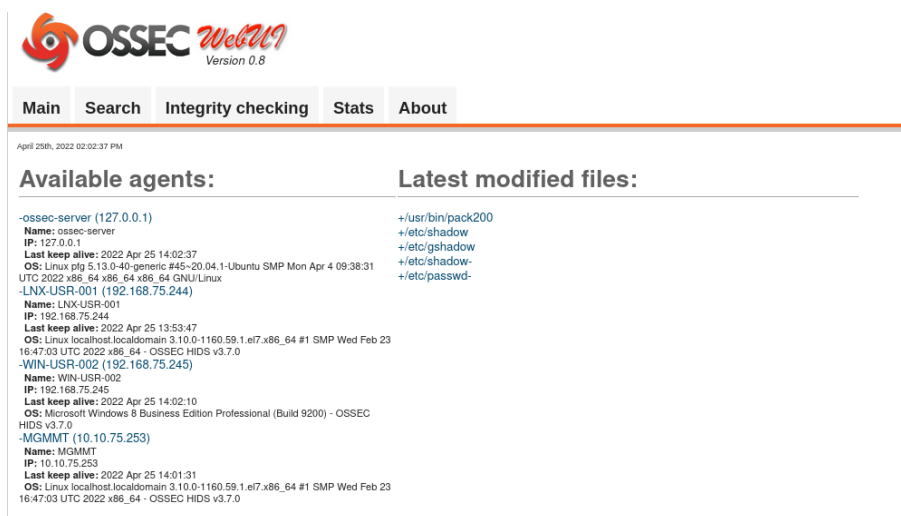 OSSEC WebUI
Version 0.8
Main Search Integrity checking Stats About
April 25th, 2022 02:02:37 PM
Available agents:
-ossec-server (127.0.0.1)
Name: ossec-server
IP: 127.0.0.1
Last keep alive: 2022 Apr 25 14:02:37
OS: Linux pfg 5.13.0-40-generic #45~20.04.1-Ubuntu SMP Mon Apr 4 09:38:31
UTC 2022 x86_64 x86_64 x86_64 GNU/Linux
-LNX-USR-001 (192.168.75.244)
Name: LNX-USR-001
IP: 192.168.75.244
Last keep alive: 2022 Apr 25 13:53:47
OS: Linux localhost.localdomain 3.10.0-1160.59.1.el7.x86_64 #1 SMP Wed Feb 23
16:47:03 UTC 2022 x86_64 - OSSEC HIDS v3.7.0
-WIN-USR-002 (192.168.75.245)
Name: WIN-USR-002
IP: 192.168.75.245
Last keep alive: 2022 Apr 25 14:02:10
OS: Microsoft Windows 8 Business Edition Professional (Build 9200) - OSSEC
HIDS v3.7.0
-MGMMT (10.10.75.253)
Name: MGMMT
IP: 10.10.75.253
Last keep alive: 2022 Apr 25 14:01:31
OS: Linux localhost.localdomain 3.10.0-1160.59.1.el7.x86_64 #1 SMP Wed Feb 23
16:47:03 UTC 2022 x86_64 - OSSEC HIDS v3.7.0
Latest modified files:
+/usr/bin/pack200
+/etc/shadow
+/etc/gshadow
+/etc/shadow-
+/etc/passwd-